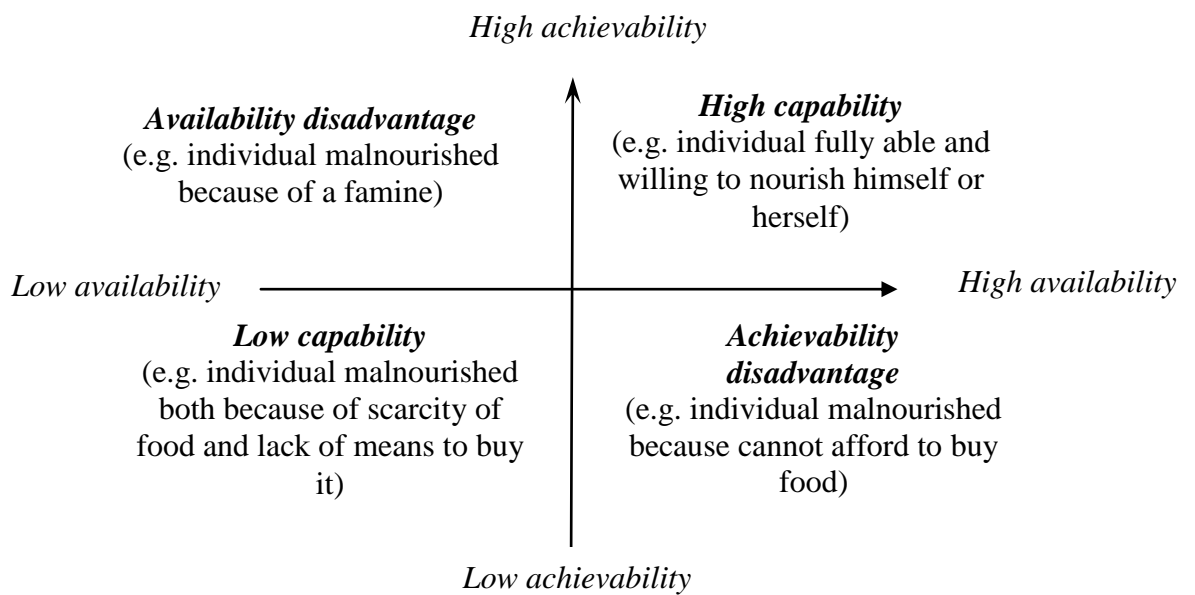 High achievability
Availability disadvantage
(e.g. individual malnourished
because of a famine)
High capability
(e.g. individual fully able and
willing to nourish himself or
herself)
Low availability
High availability
Low capability
(e.g. individual malnourished
both because of scarcity of
food and lack of means to buy
it)
Achievability
disadvantage
(e.g. individual malnourished
because cannot afford to buy
food)
Low achievability